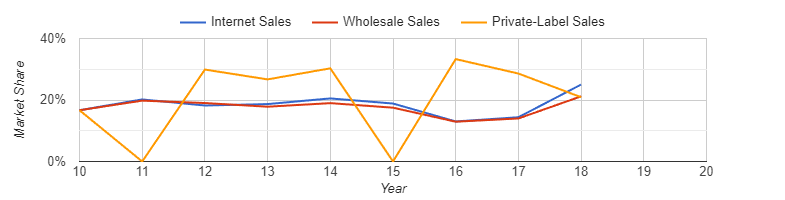 Internet Sales Wholesale Sales Private-Label Sales
40%
20%
0%
Market Share
10 11 12 13 14 15 16 17 18 19 20
Year